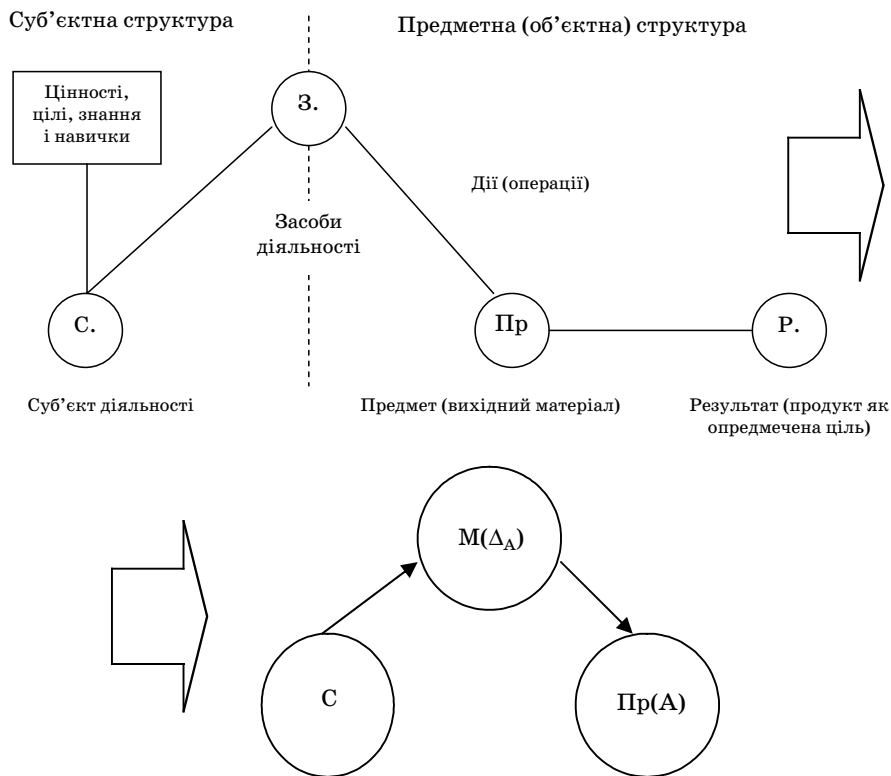 Суб’єктна структура
Предметна (об’єктна) структура
Цінності,
цілі, знання
і навички
З.
Дії (операції)
Засоби
діяльності
С.
Пр
Р.
Суб’єкт діяльності
Предмет (вихідний матеріал)
Результат (продукт як
опредмечена ціль)
М(Δ_А)
С
Пр(А)